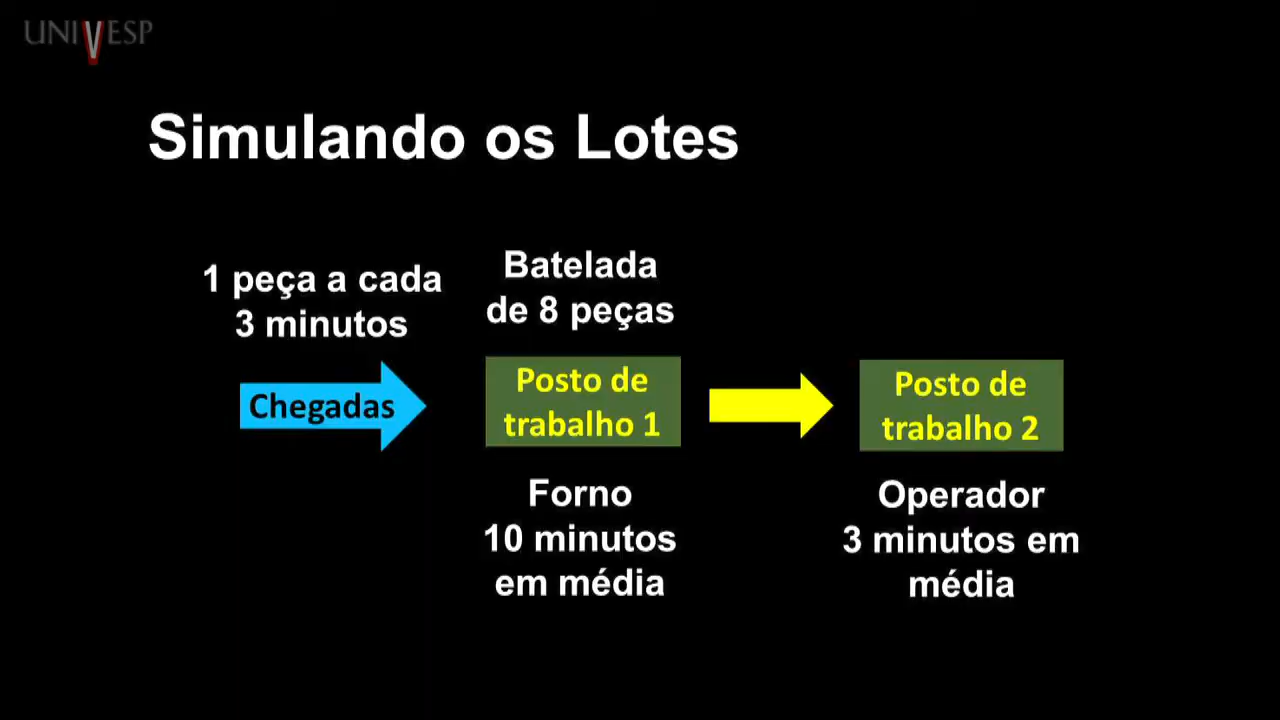 UNIVESP
Simulando os Lotes
1 peça a cada
3 minutos
Batelada
de 8 peças
Chegadas
Posto de
trabalho 1
Posto de
trabalho 2
Forno
10 minutos
em média
Operador
3 minutos em
média